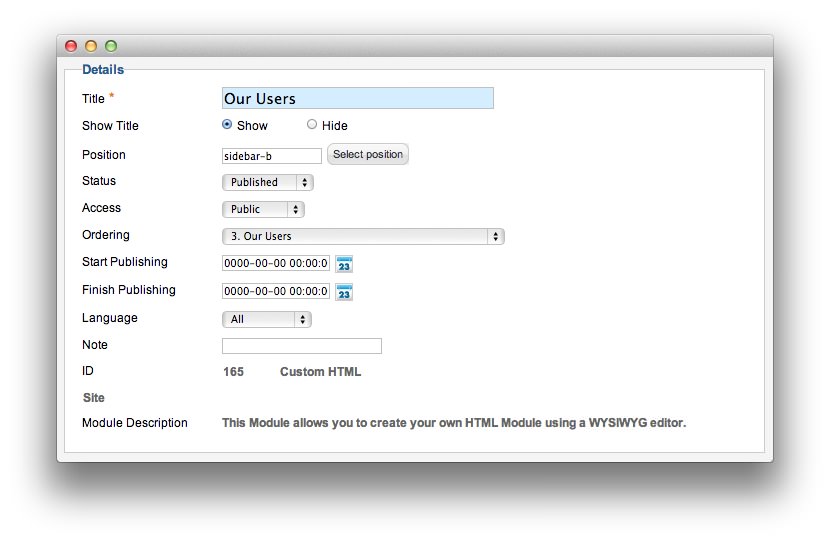 Details
Title * Our Users
Show Title Show Hide
Position sidebar-b Select position
Status Published
Access Public
Ordering 3. Our Users
Start Publishing 0000-00-00 00:00:0 23
Finish Publishing 0000-00-00 00:00:0 23
Language All
Note
ID 165 Custom HTML
Site
Module Description This Module allows you to create your own HTML Module using a WYSIWYG editor.